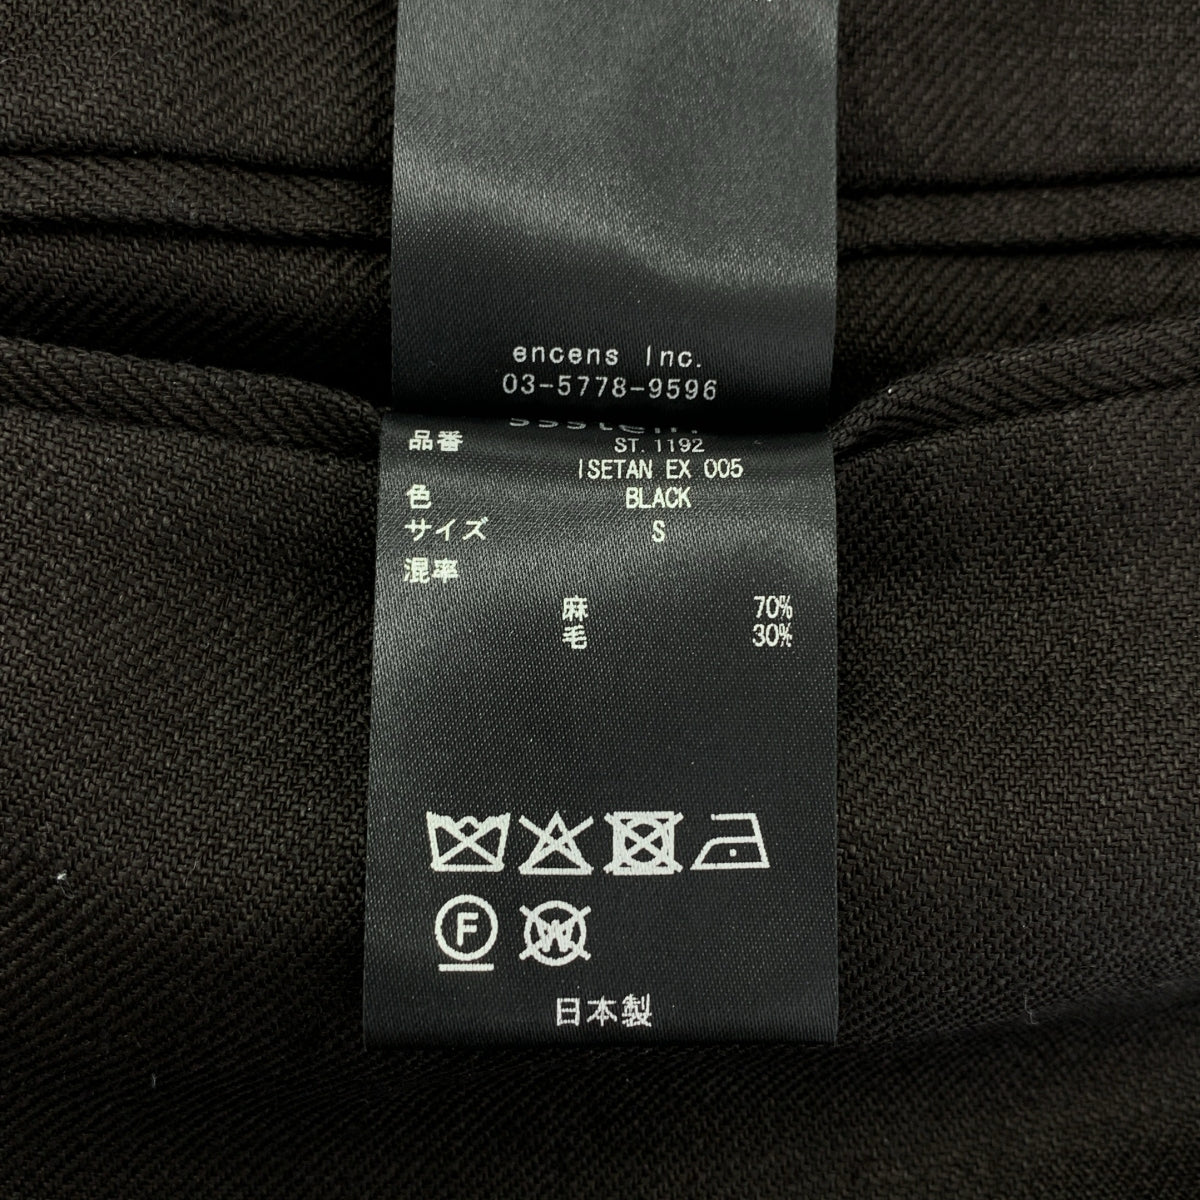 encens Inc.
03-5778-9596
品番 ST. 1192
ISETAN EX 005
色 BLACK
サイズ S
混率
麻 70%
毛 30%
F
W
日本製